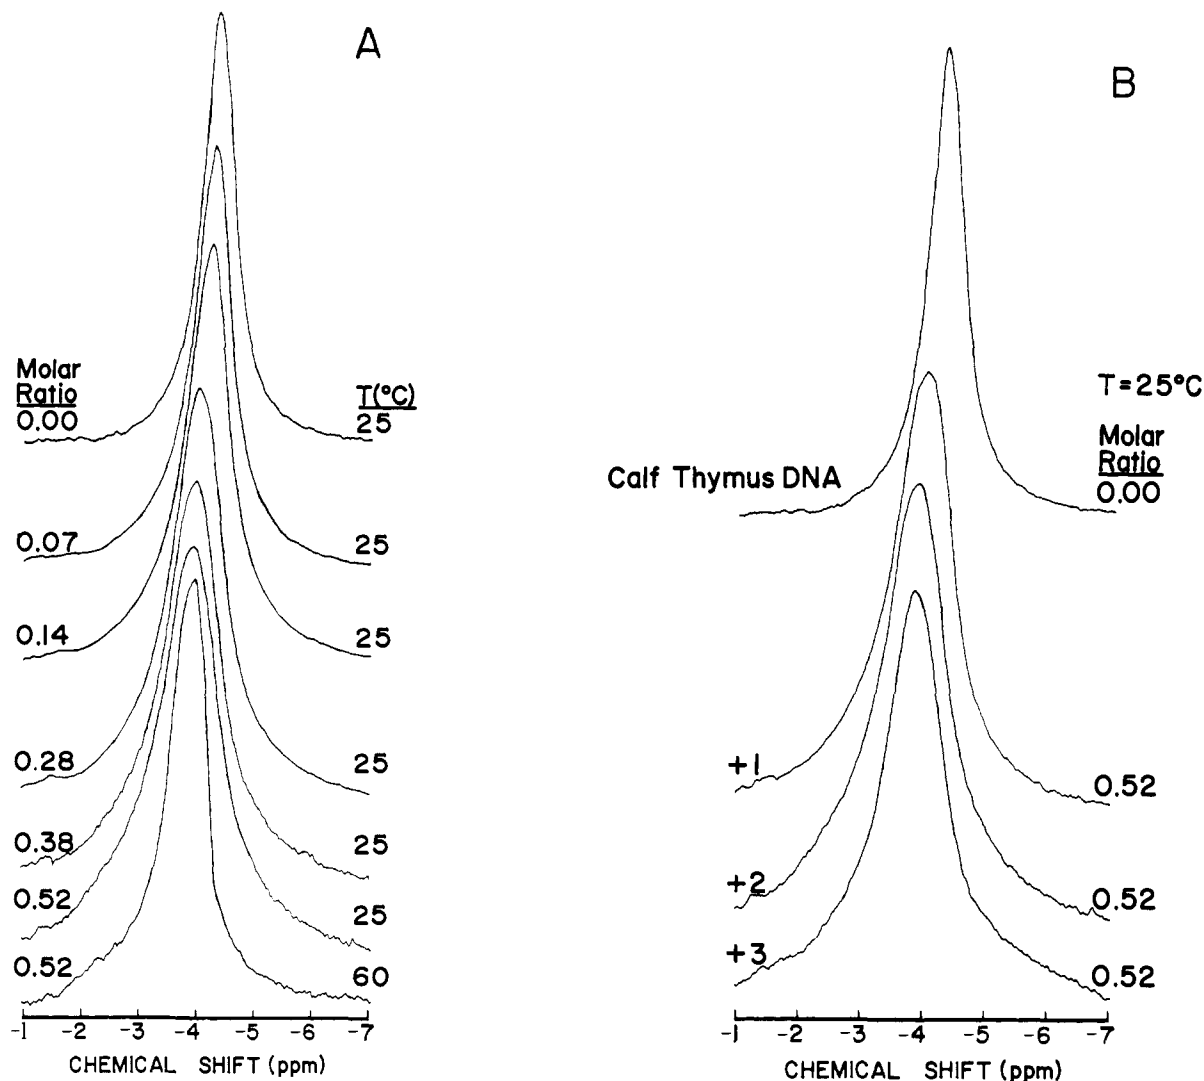 A
Molar
Ratio
0.00
T(°C)
25
0.07
25
0.14
25
0.28
25
0.38
25
0.52
25
0.52
60
-1 -2 -3 -4 -5 -6 -7
CHEMICAL SHIFT (ppm)
B
T=25°C
Molar
Ratio
0.00
Calf Thymus DNA
+1
0.52
+2
0.52
+3
0.52
-1 -2 -3 -4 -5 -6 -7
CHEMICAL SHIFT (ppm)